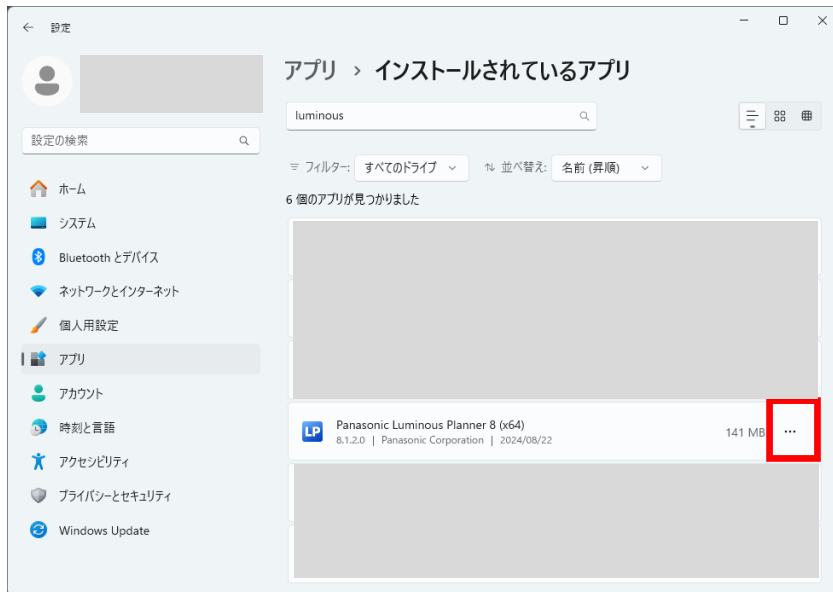 設定
アプリ › インストールされているアプリ
luminous
設定の検索
フィルター: すべてのドライブ 並べ替え: 名前 (昇順)
6 個のアプリが見つかりました
ホーム
システム
Bluetooth とデバイス
ネットワークとインターネット
個人用設定
アプリ
アカウント
時刻と言語
アクセシビリティ
プライバシーとセキュリティ
Windows Update
LP
Panasonic Luminous Planner 8 (x64)
8.1.2.0 | Panasonic Corporation | 2024/08/22
141 MB